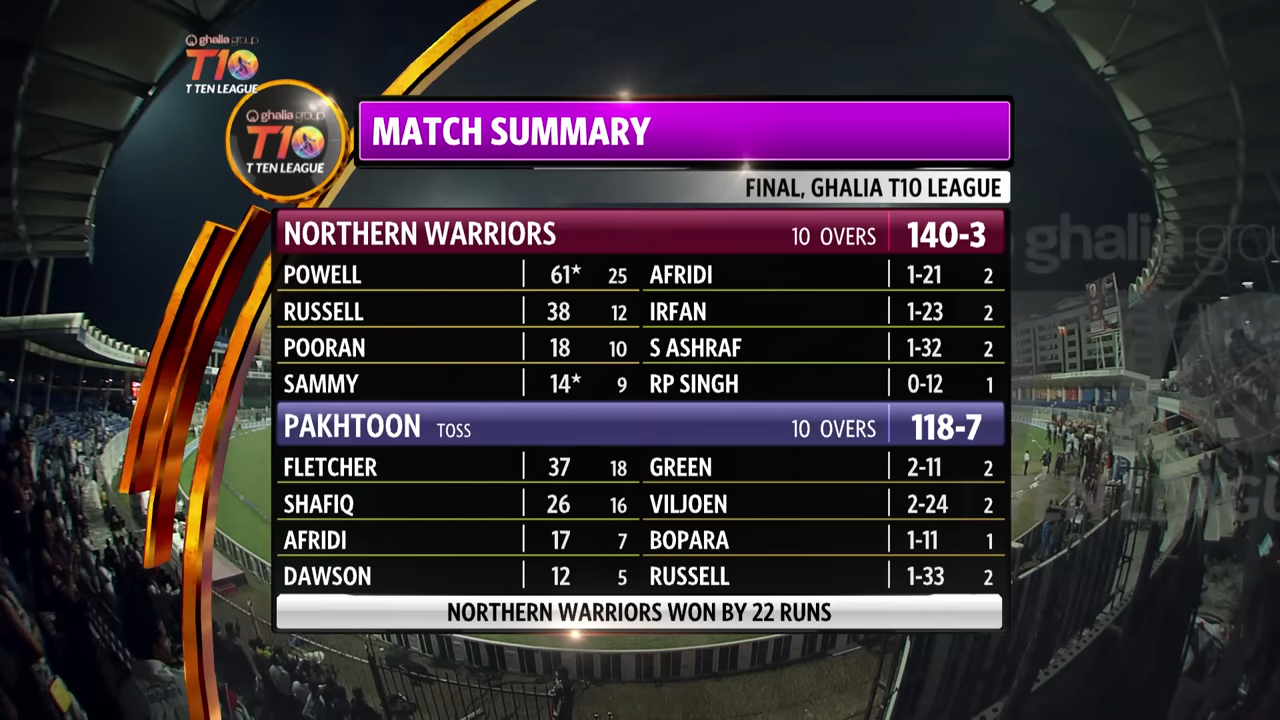 ghalia group
T10
T TEN LEAGUE
ghalia group
T10
T TEN LEAGUE
MATCH SUMMARY
FINAL, GHALIA T10 LEAGUE
NORTHERN WARRIORS 10 OVERS 140-3
POWELL 61* 25 AFRIDI 1-21 2
RUSSELL 38 12 IRFAN 1-23 2
POORAN 18 10 S ASHRAF 1-32 2
SAMMY 14* 9 RP SINGH 0-12 1
PAKHTOON TOSS 10 OVERS 118-7
FLETCHER 37 18 GREEN 2-11 2
SHAFIQ 26 16 VILJOEN 2-24 2
AFRIDI 17 7 BOPARA 1-11 1
DAWSON 12 5 RUSSELL 1-33 2
NORTHERN WARRIORS WON BY 22 RUNS
ghalia group